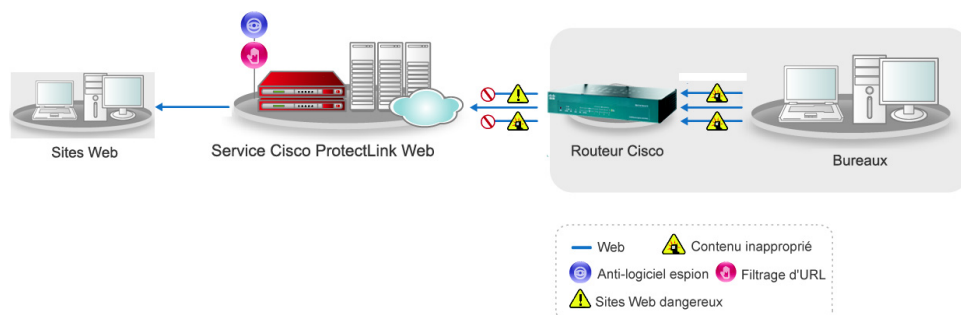 Sites Web
Service Cisco ProtectLink Web
Routeur Cisco
Bureaux
Web
Contenu inapproprié
Anti-logiciel espion
Filtrage d'URL
Sites Web dangereux